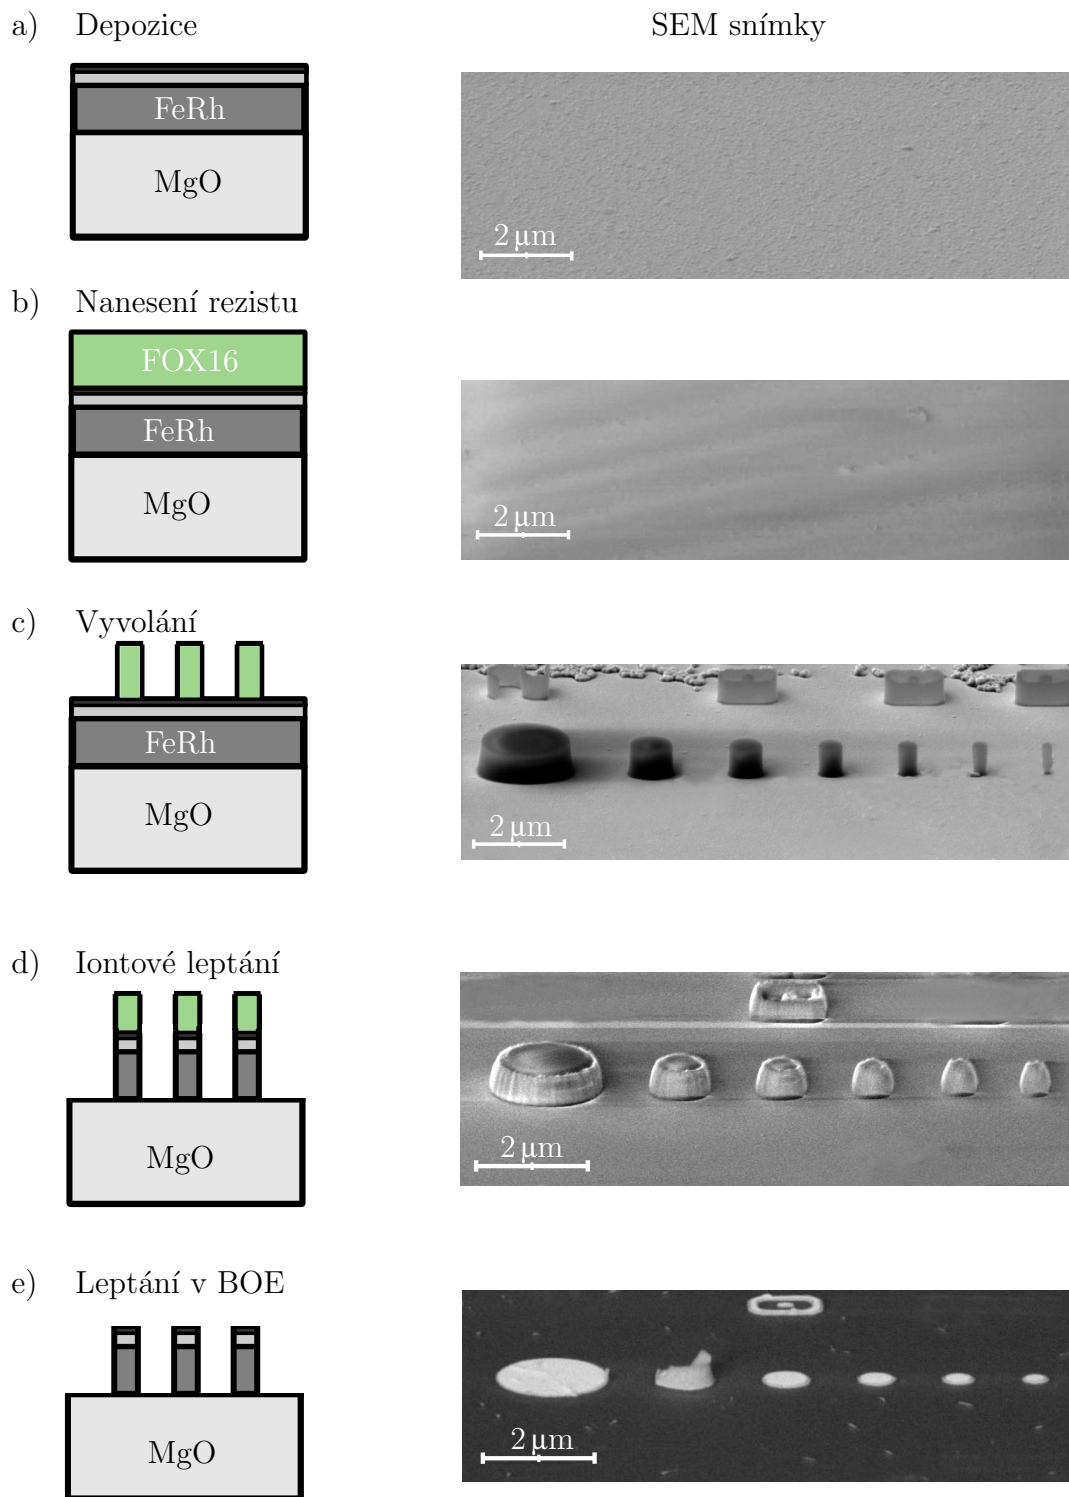 a) Depozice
SEM snímky
FeRh
MgO
2 µm
b) Nanesení rezistu
FOX16
FeRh
MgO
2 µm
c) Vyvolání
FeRh
MgO
2 µm
d) Iontové leptání
MgO
2 µm
e) Leptání v BOE
MgO
2 µm